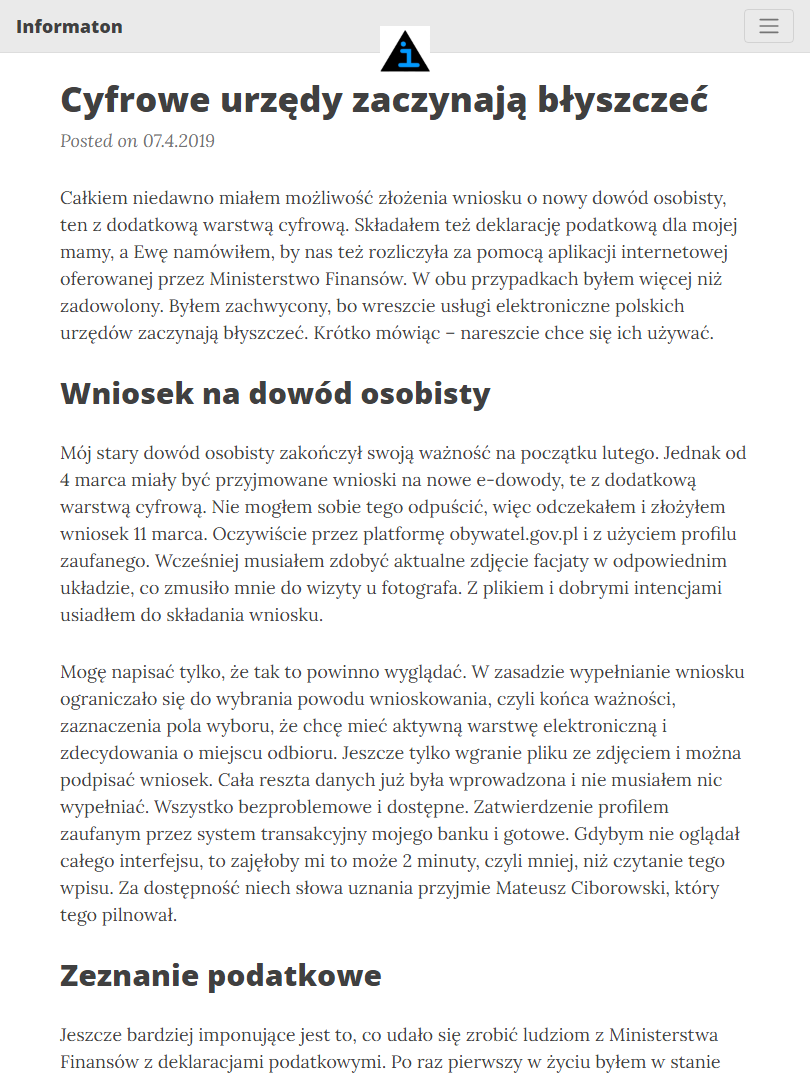 Informaton
i
Cyfrowe urzędy zaczynają błyszczeć
Posted on 07.4.2019
Całkiem niedawno miałem możliwość złożenia wniosku o nowy dowód osobisty,
ten z dodatkową warstwą cyfrową. Składałem też deklarację podatkową dla mojej
mamy, a Ewę namówiłem, by nas też rozliczyła za pomocą aplikacji internetowej
oferowanej przez Ministerstwo Finansów. W obu przypadkach byłem więcej niż
zadowolony. Byłem zachwycony, bo wreszcie usługi elektroniczne polskich
urzędów zaczynają błyszczeć. Krótko mówiąc – nareszcie chce się ich używać.
Wniosek na dowód osobisty
Mój stary dowód osobisty zakończył swoją ważność na początku lutego. Jednak od
4 marca miały być przyjmowane wnioski na nowe e-dowody, te z dodatkową
warstwą cyfrową. Nie mogłem sobie tego odpuścić, więc odczekałem i złożyłem
wniosek 11 marca. Oczywiście przez platformę obywatel.gov.pl i z użyciem profilu
zaufanego. Wcześniej musiałem zdobyć aktualne zdjęcie facjaty w odpowiednim
układzie, co zmusiło mnie do wizyty u fotografa. Z plikiem i dobrymi intencjami
usiadłem do składania wniosku.
Mogę napisać tylko, że tak to powinno wyglądać. W zasadzie wypełnianie wniosku
ograniczało się do wybrania powodu wnioskowania, czyli końca ważności,
zaznaczenia pola wyboru, że chcę mieć aktywną warstwę elektroniczną i
zdecydowania o miejscu odbioru. Jeszcze tylko wgranie pliku ze zdjęciem i można
podpisać wniosek. Cała reszta danych już była wprowadzona i nie musiałem nic
wypełniać. Wszystko bezproblemowe i dostępne. Zatwierdzenie profilem
zaufanym przez system transakcyjny mojego banku i gotowe. Gdybym nie oglądał
całego interfejsu, to zajęłoby mi to może 2 minuty, czyli mniej, niż czytanie tego
wpisu. Za dostępność niech słowa uznania przyjmie Mateusz Ciborowski, który
tego pilnował.
Zeznanie podatkowe
Jeszcze bardziej imponujące jest to, co udało się zrobić ludziom z Ministerstwa
Finansów z deklaracjami podatkowymi. Po raz pierwszy w życiu byłem w stanie